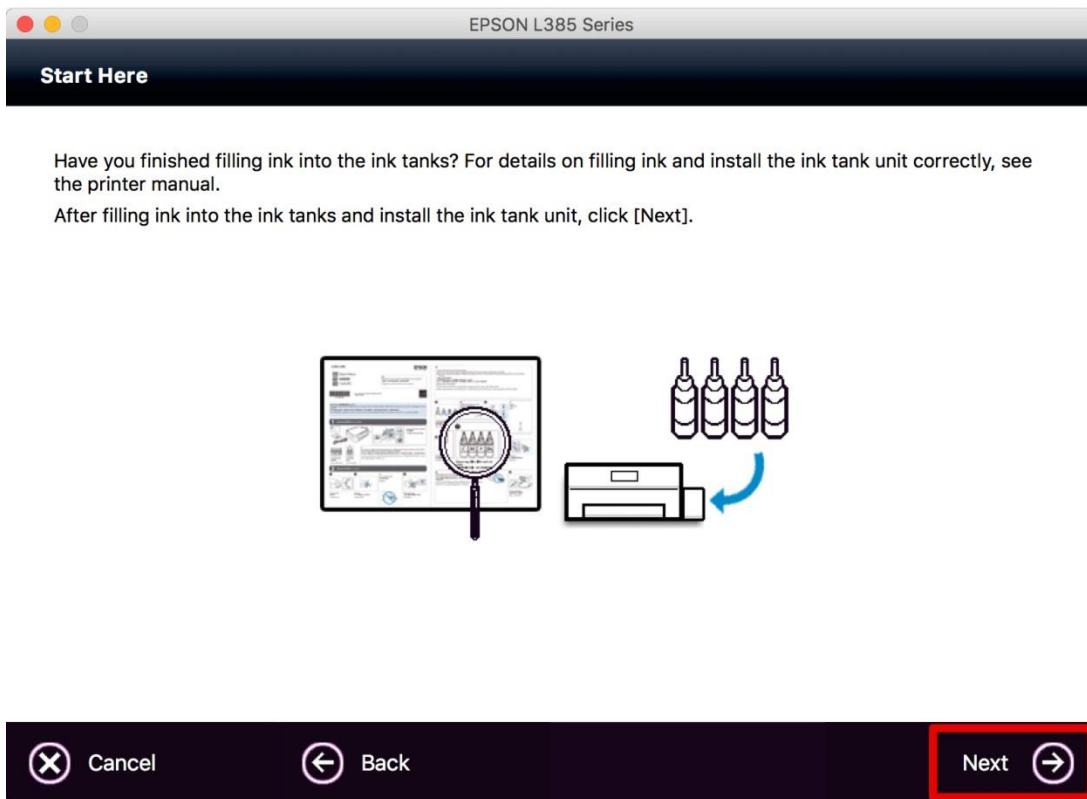 EPSON L385 Series
Start Here
Have you finished filling ink into the ink tanks? For details on filling ink and install the ink tank unit correctly, see
the printer manual.
After filling ink into the ink tanks and install the ink tank unit, click [Next].
Cancel
Back
Next